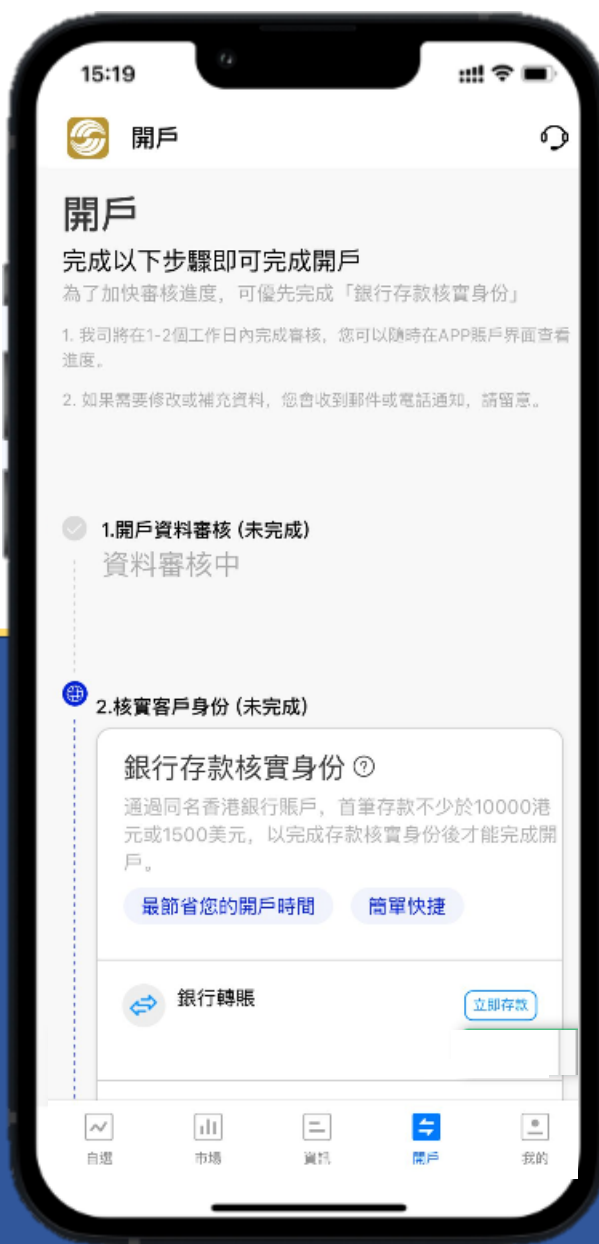 15:19
開戶
開戶
完成以下步驟即可完成開戶
為了加快審核進度，可優先完成「銀行存款核實身份」
1. 我司將在1-2個工作日內完成審核，您可以隨時在APP賬戶界面查看
進度。
2. 如果需要修改或補充資料，您會收到郵件或電話通知，請留意。
1.開戶資料審核 (未完成)
資料審核中
2.核實客戶身份 (未完成)
銀行存款核實身份
通過同名香港銀行賬戶，首筆存款不少於10000港
元或1500美元，以完成存款核實身份後才能完成開
戶。
最節省您的開戶時間 簡單快捷
銀行轉賬 立即存款
自選 市場 資訊 開戶 我的